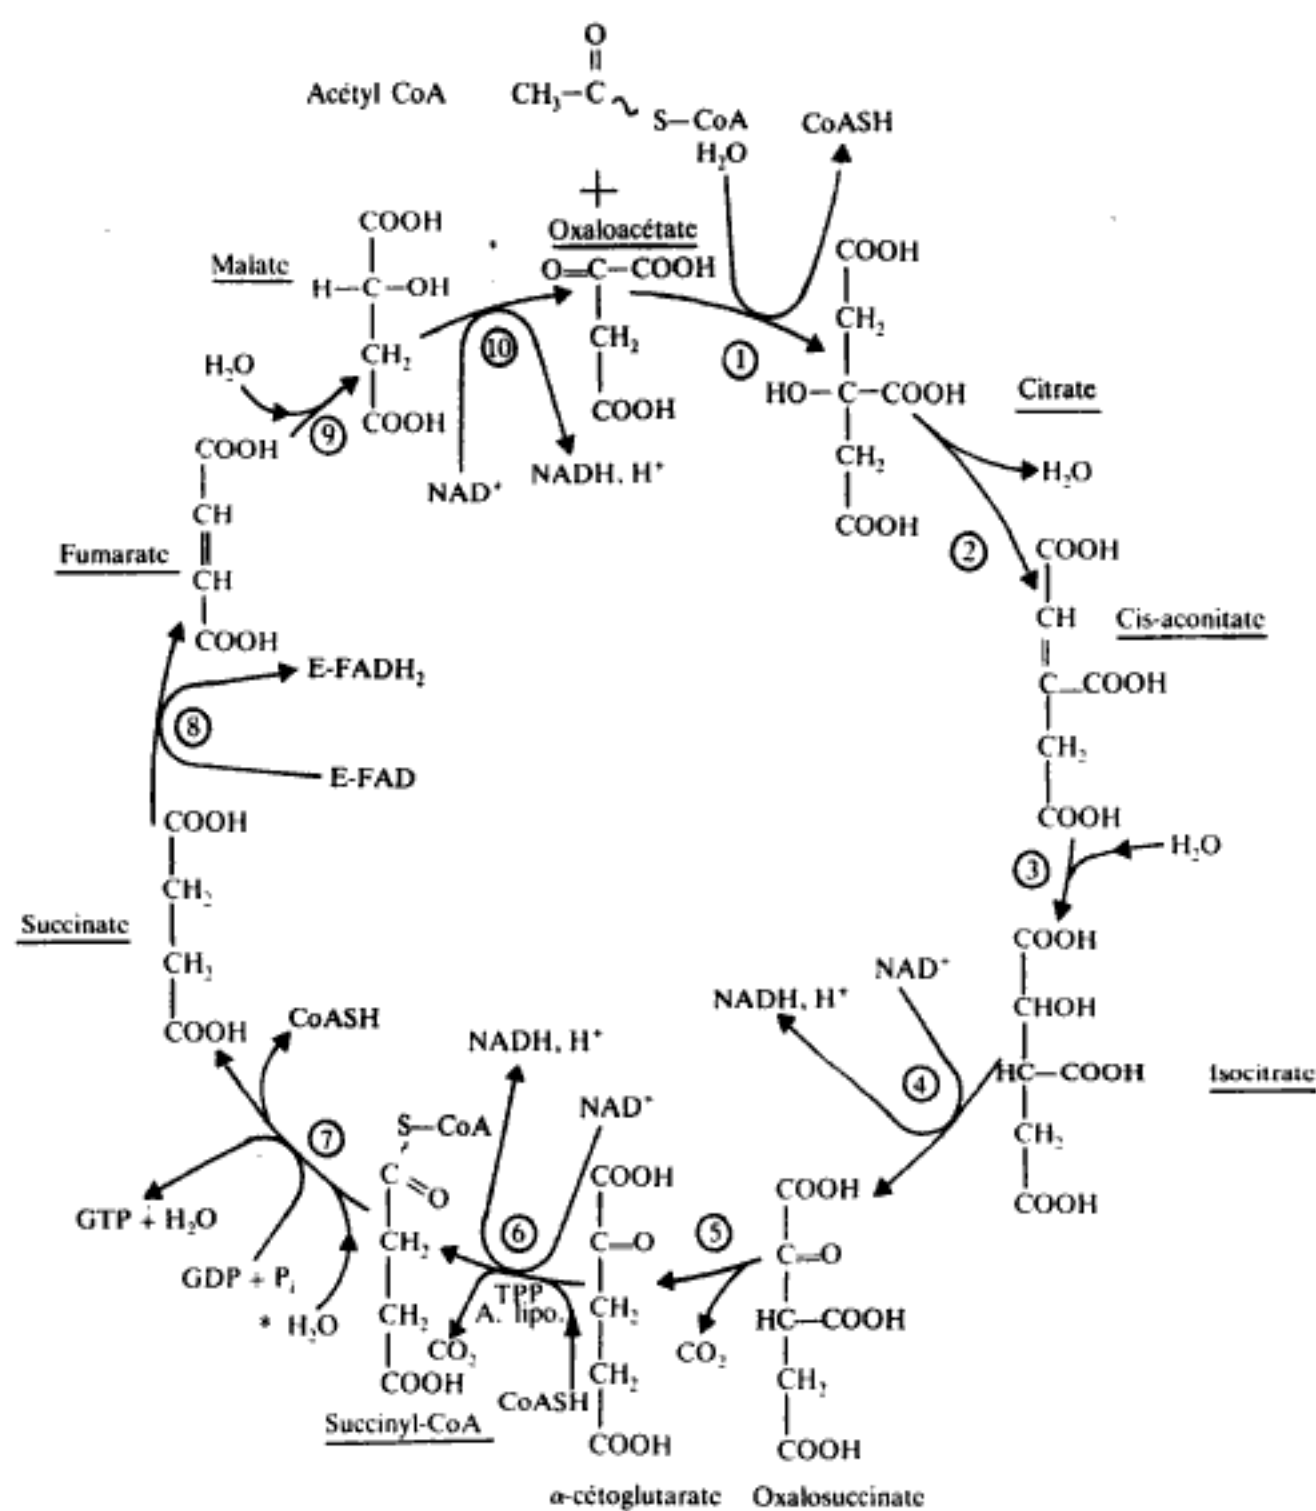 O
Acétyl CoA CH₃—C
S—CoA
H₂O
CoASH
+
Oxaloacétate
O=C—COOH
CH₂
COOH
①
COOH
CH₂
HO—C—COOH
CH₂
COOH
Citrate
H₂O
②
COOH
CH
C—COOH
CH₂
COOH
Cis-aconitate
③
H₂O
COOH
CHOH
HC—COOH
CH₂
COOH
Isocitrate
NAD⁺
NADH, H⁺
④
COOH
C=O
HC—COOH
CH₂
COOH
Oxalosuccinate
⑤
CO₂
COOH
C=O
CH₂
CH₂
COOH
α-cétoglutarate
NAD⁺
NADH, H⁺
⑥
TPP
A. lipo.
CO₂
CoASH
S—CoA
C=O
CH₂
CH₂
COOH
Succinyl-CoA
⑦
CoASH
GTP + H₂O
GDP + Pᵢ
* H₂O
COOH
CH₂
CH₂
COOH
Succinate
⑧
E-FADH₂
E-FAD
COOH
CH
CH
COOH
Fumarate
⑨
H₂O
COOH
H—C—OH
CH₂
COOH
Malate
⑩
NAD⁺
NADH, H⁺